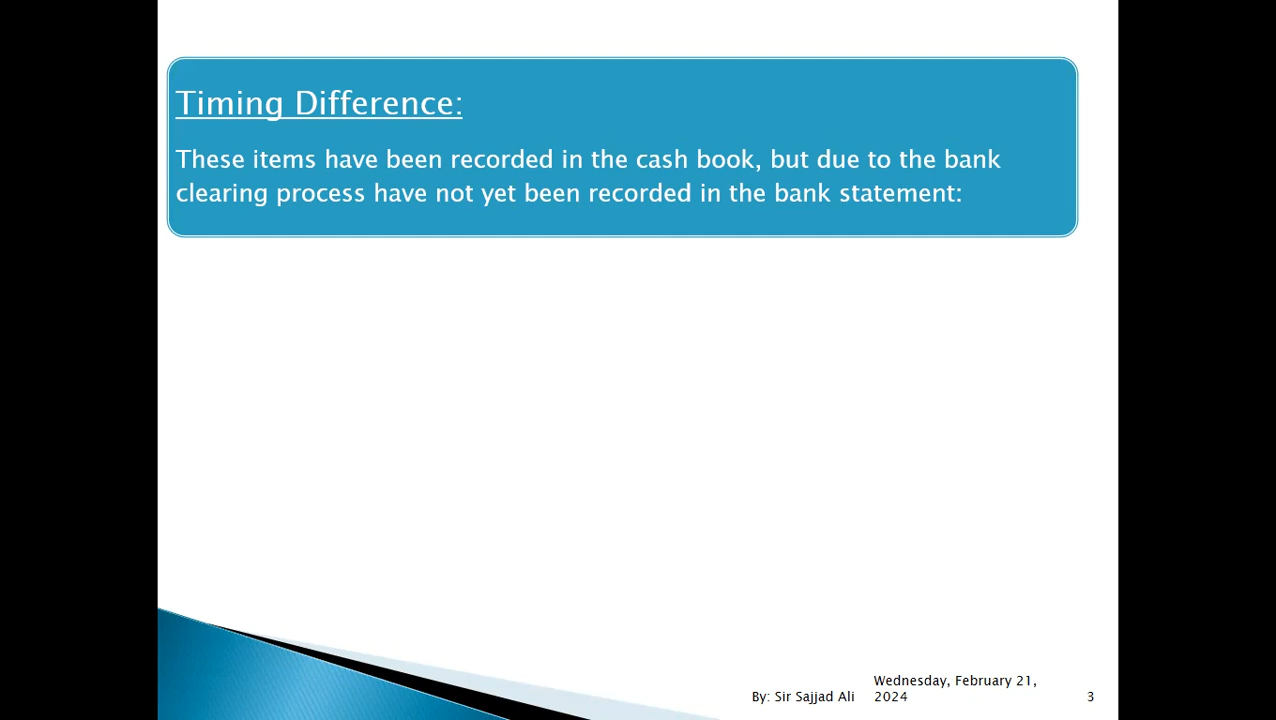 Timing Difference:
These items have been recorded in the cash book, but due to the bank
clearing process have not yet been recorded in the bank statement:
By: Sir Sajjad Ali
Wednesday, February 21,
2024
3